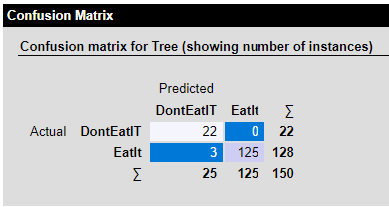 Confusion Matrix
Confusion matrix for Tree (showing number of instances)
Predicted
DontEatIT EatIt Σ
Actual DontEatIT 22 0 22
EatIt 3 125 128
Σ 25 125 150